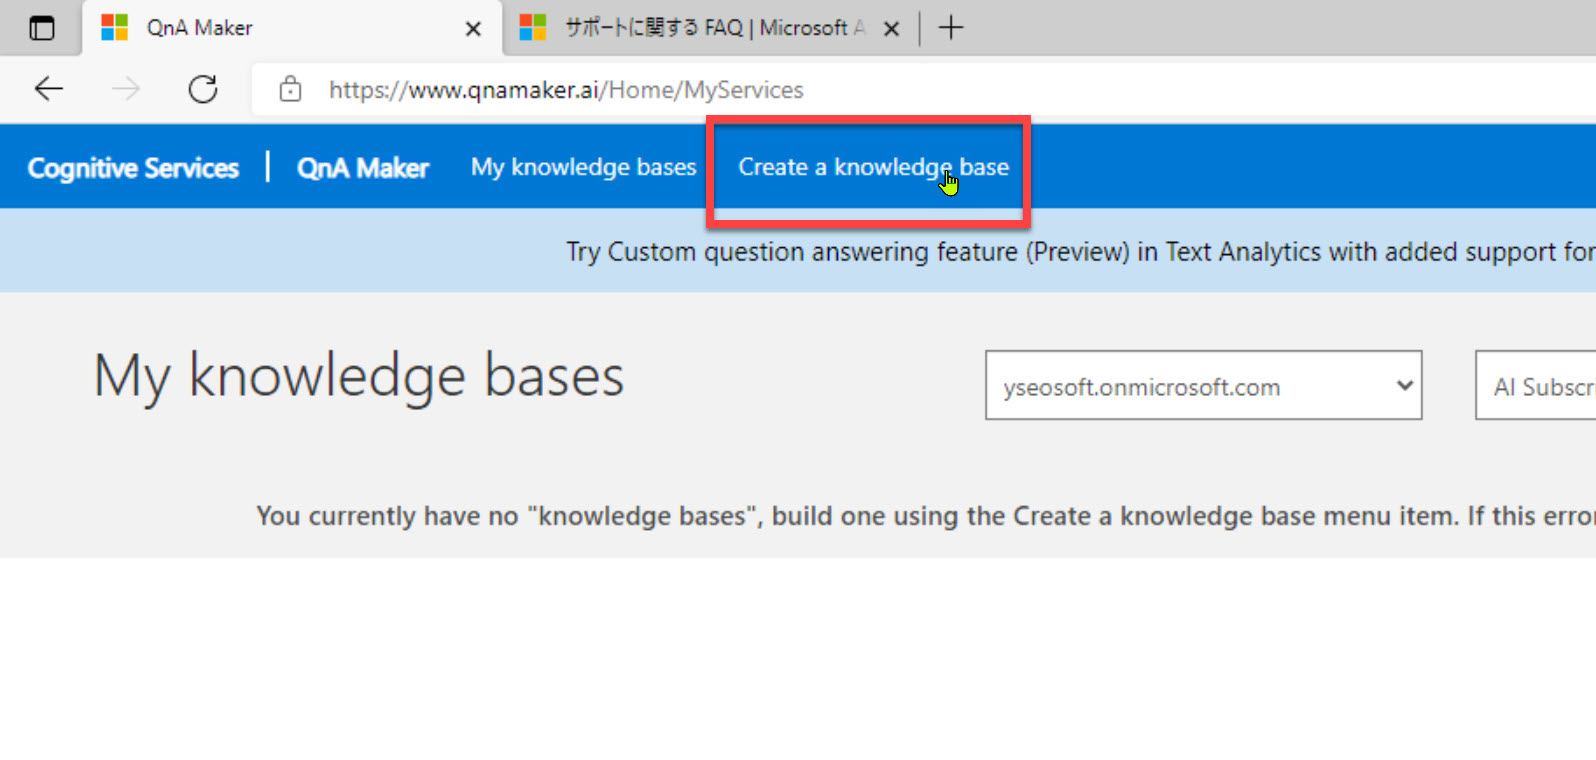 QnA Maker
サポートに関する FAQ | Microsoft A
https://www.qnamaker.ai/Home/MyServices
Cognitive Services | QnA Maker My knowledge bases Create a knowledge base
Try Custom question answering feature (Preview) in Text Analytics with added support for
My knowledge bases
yseosoft.onmicrosoft.com
AI Subscri
You currently have no "knowledge bases", build one using the Create a knowledge base menu item. If this error